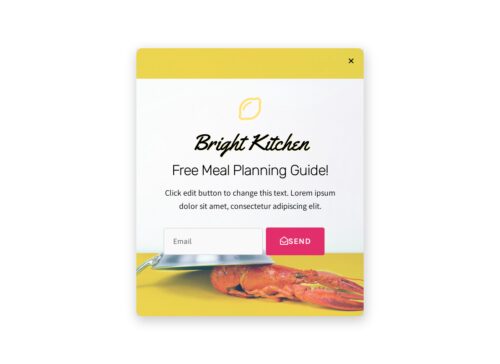 ×
Bright Kitchen
Free Meal Planning Guide!
Click edit button to change this text. Lorem ipsum
dolor sit amet, consectetur adipiscing elit.
Email
SEND